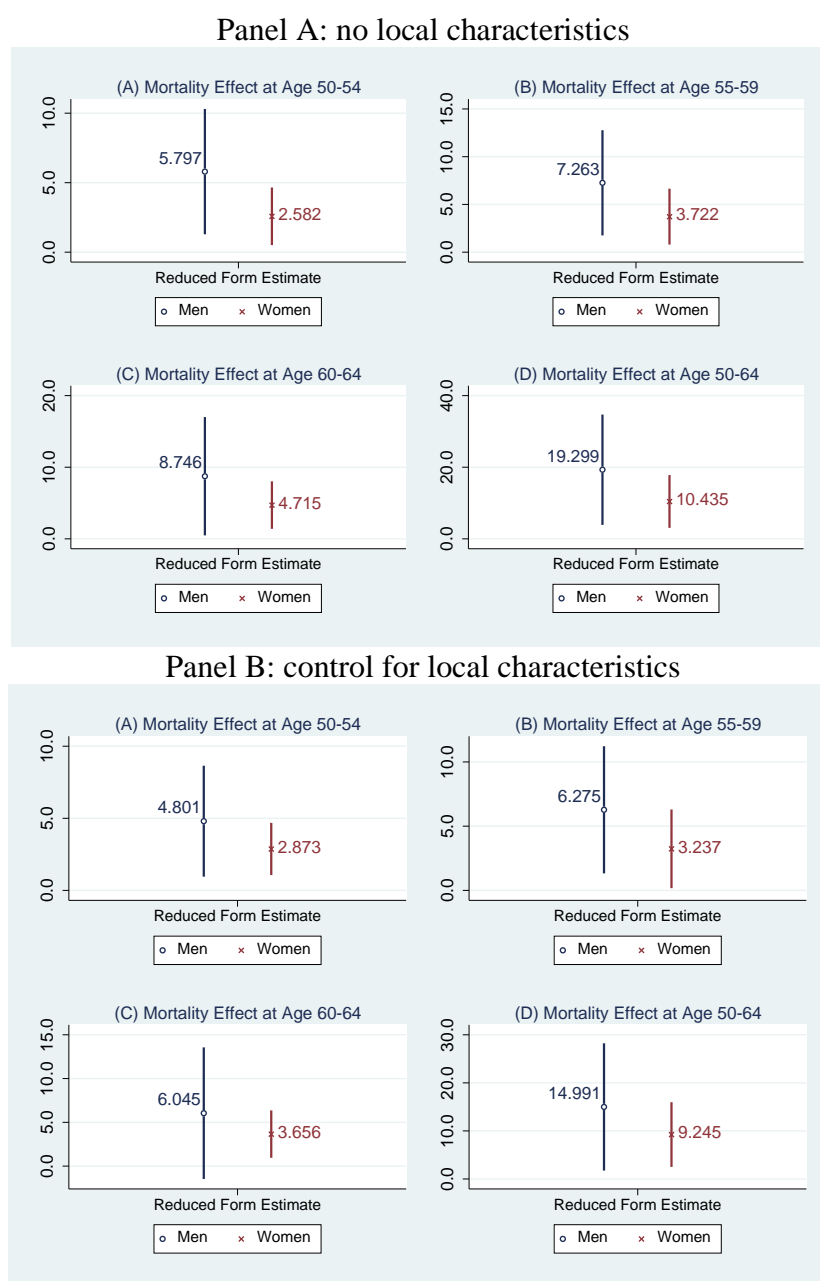 Panel A: no local characteristics
(A) Mortality Effect at Age 50-54
10.0
5.0
0.0
5.797
2.582
Reduced Form Estimate
Men Women
(B) Mortality Effect at Age 55-59
15.0
10.0
5.0
0.0
7.263
3.722
Reduced Form Estimate
Men Women
(C) Mortality Effect at Age 60-64
20.0
10.0
0.0
8.746
4.715
Reduced Form Estimate
Men Women
(D) Mortality Effect at Age 50-64
40.0
20.0
0.0
19.299
10.435
Reduced Form Estimate
Men Women
Panel B: control for local characteristics
(A) Mortality Effect at Age 50-54
10.0
5.0
0.0
4.801
2.873
Reduced Form Estimate
Men Women
(B) Mortality Effect at Age 55-59
10.0
5.0
0.0
6.275
3.237
Reduced Form Estimate
Men Women
(C) Mortality Effect at Age 60-64
15.0
10.0
5.0
0.0
6.045
3.656
Reduced Form Estimate
Men Women
(D) Mortality Effect at Age 50-64
30.0
20.0
10.0
0.0
14.991
9.245
Reduced Form Estimate
Men Women